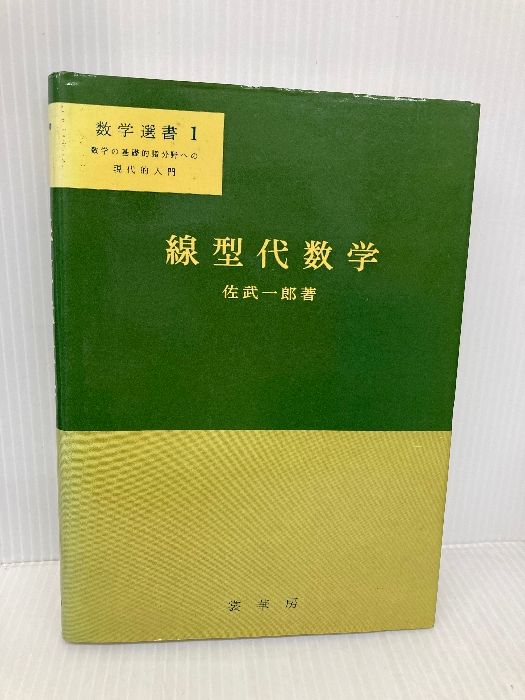 数学選書 1
数学の基礎的諸分野への
現代的入門
線型代数学
佐武一郎著
裳華房